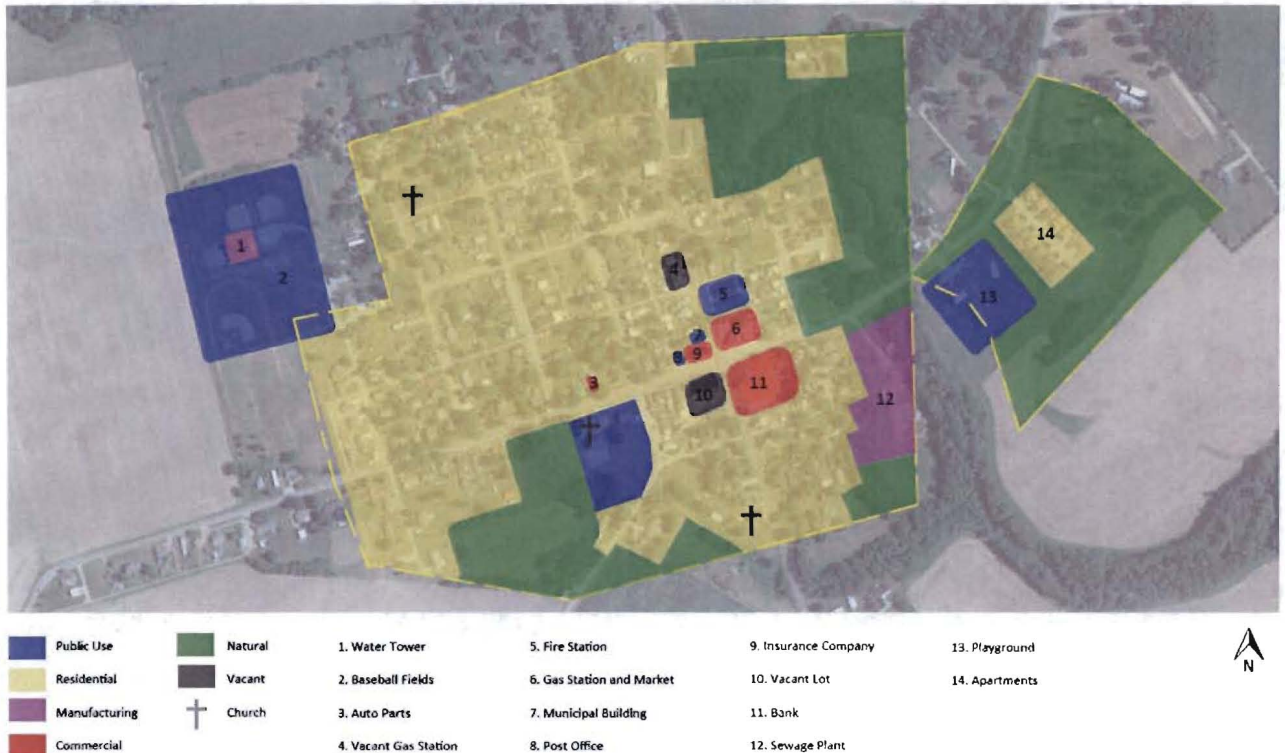 1
2
3
4
5
6
7
8
9
10
11
12
13
14
Public Use
Residential
Manufacturing
Commercial
Natural
Vacant
Church
1. Water Tower
2. Baseball Fields
3. Auto Parts
4. Vacant Gas Station
5. Fire Station
6. Gas Station and Market
7. Municipal Building
8. Post Office
9. Insurance Company
10. Vacant Lot
11. Bank
12. Sewage Plant
13. Playground
14. Apartments
N